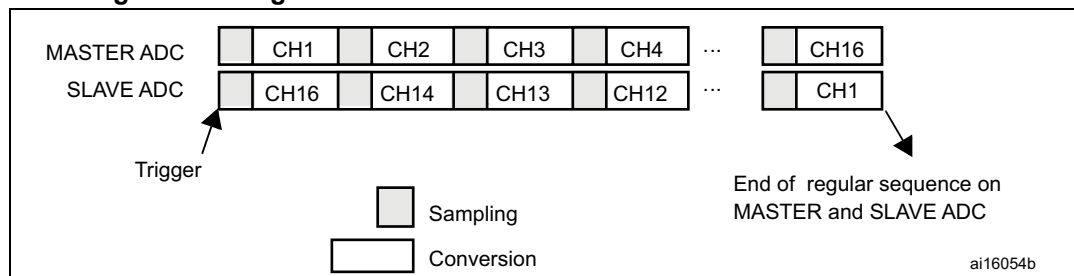 MASTER ADC CH1 CH2 CH3 CH4 ... CH16
SLAVE ADC CH16 CH14 CH13 CH12 ... CH1
Trigger
End of regular sequence on
MASTER and SLAVE ADC
Sampling
Conversion
ai16054b